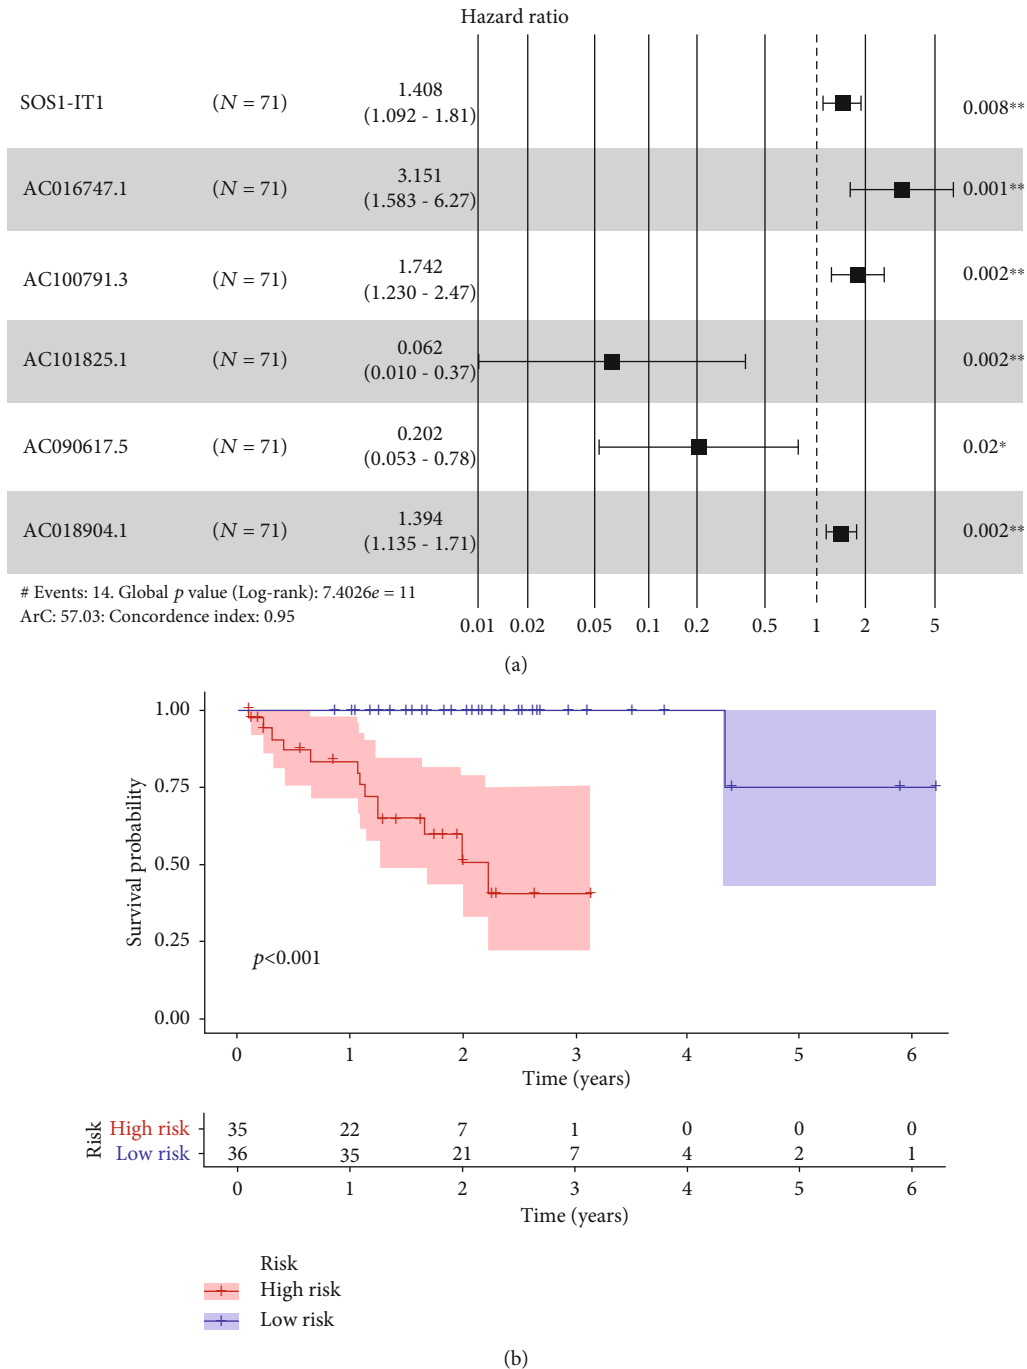 Hazard ratio
SOS1-IT1 (N = 71) 1.408 (1.092 - 1.81) 0.008**
AC016747.1 (N = 71) 3.151 (1.583 - 6.27) 0.001**
AC100791.3 (N = 71) 1.742 (1.230 - 2.47) 0.002**
AC101825.1 (N = 71) 0.062 (0.010 - 0.37) 0.002**
AC090617.5 (N = 71) 0.202 (0.053 - 0.78) 0.02*
AC018904.1 (N = 71) 1.394 (1.135 - 1.71) 0.002**
# Events: 14. Global p value (Log-rank): 7.4026e = 11
ArC: 57.03: Concordence index: 0.95
0.01 0.02 0.05 0.1 0.2 0.5 1 2 5
(a)
Survival probability
1.00
0.75
0.50
0.25
0.00
p<0.001
0 1 2 3 4 5 6
Time (years)
Risk
High risk 35 22 7 1 0 0 0
Low risk 36 35 21 7 4 2 1
0 1 2 3 4 5 6
Time (years)
Risk
High risk
Low risk
(b)